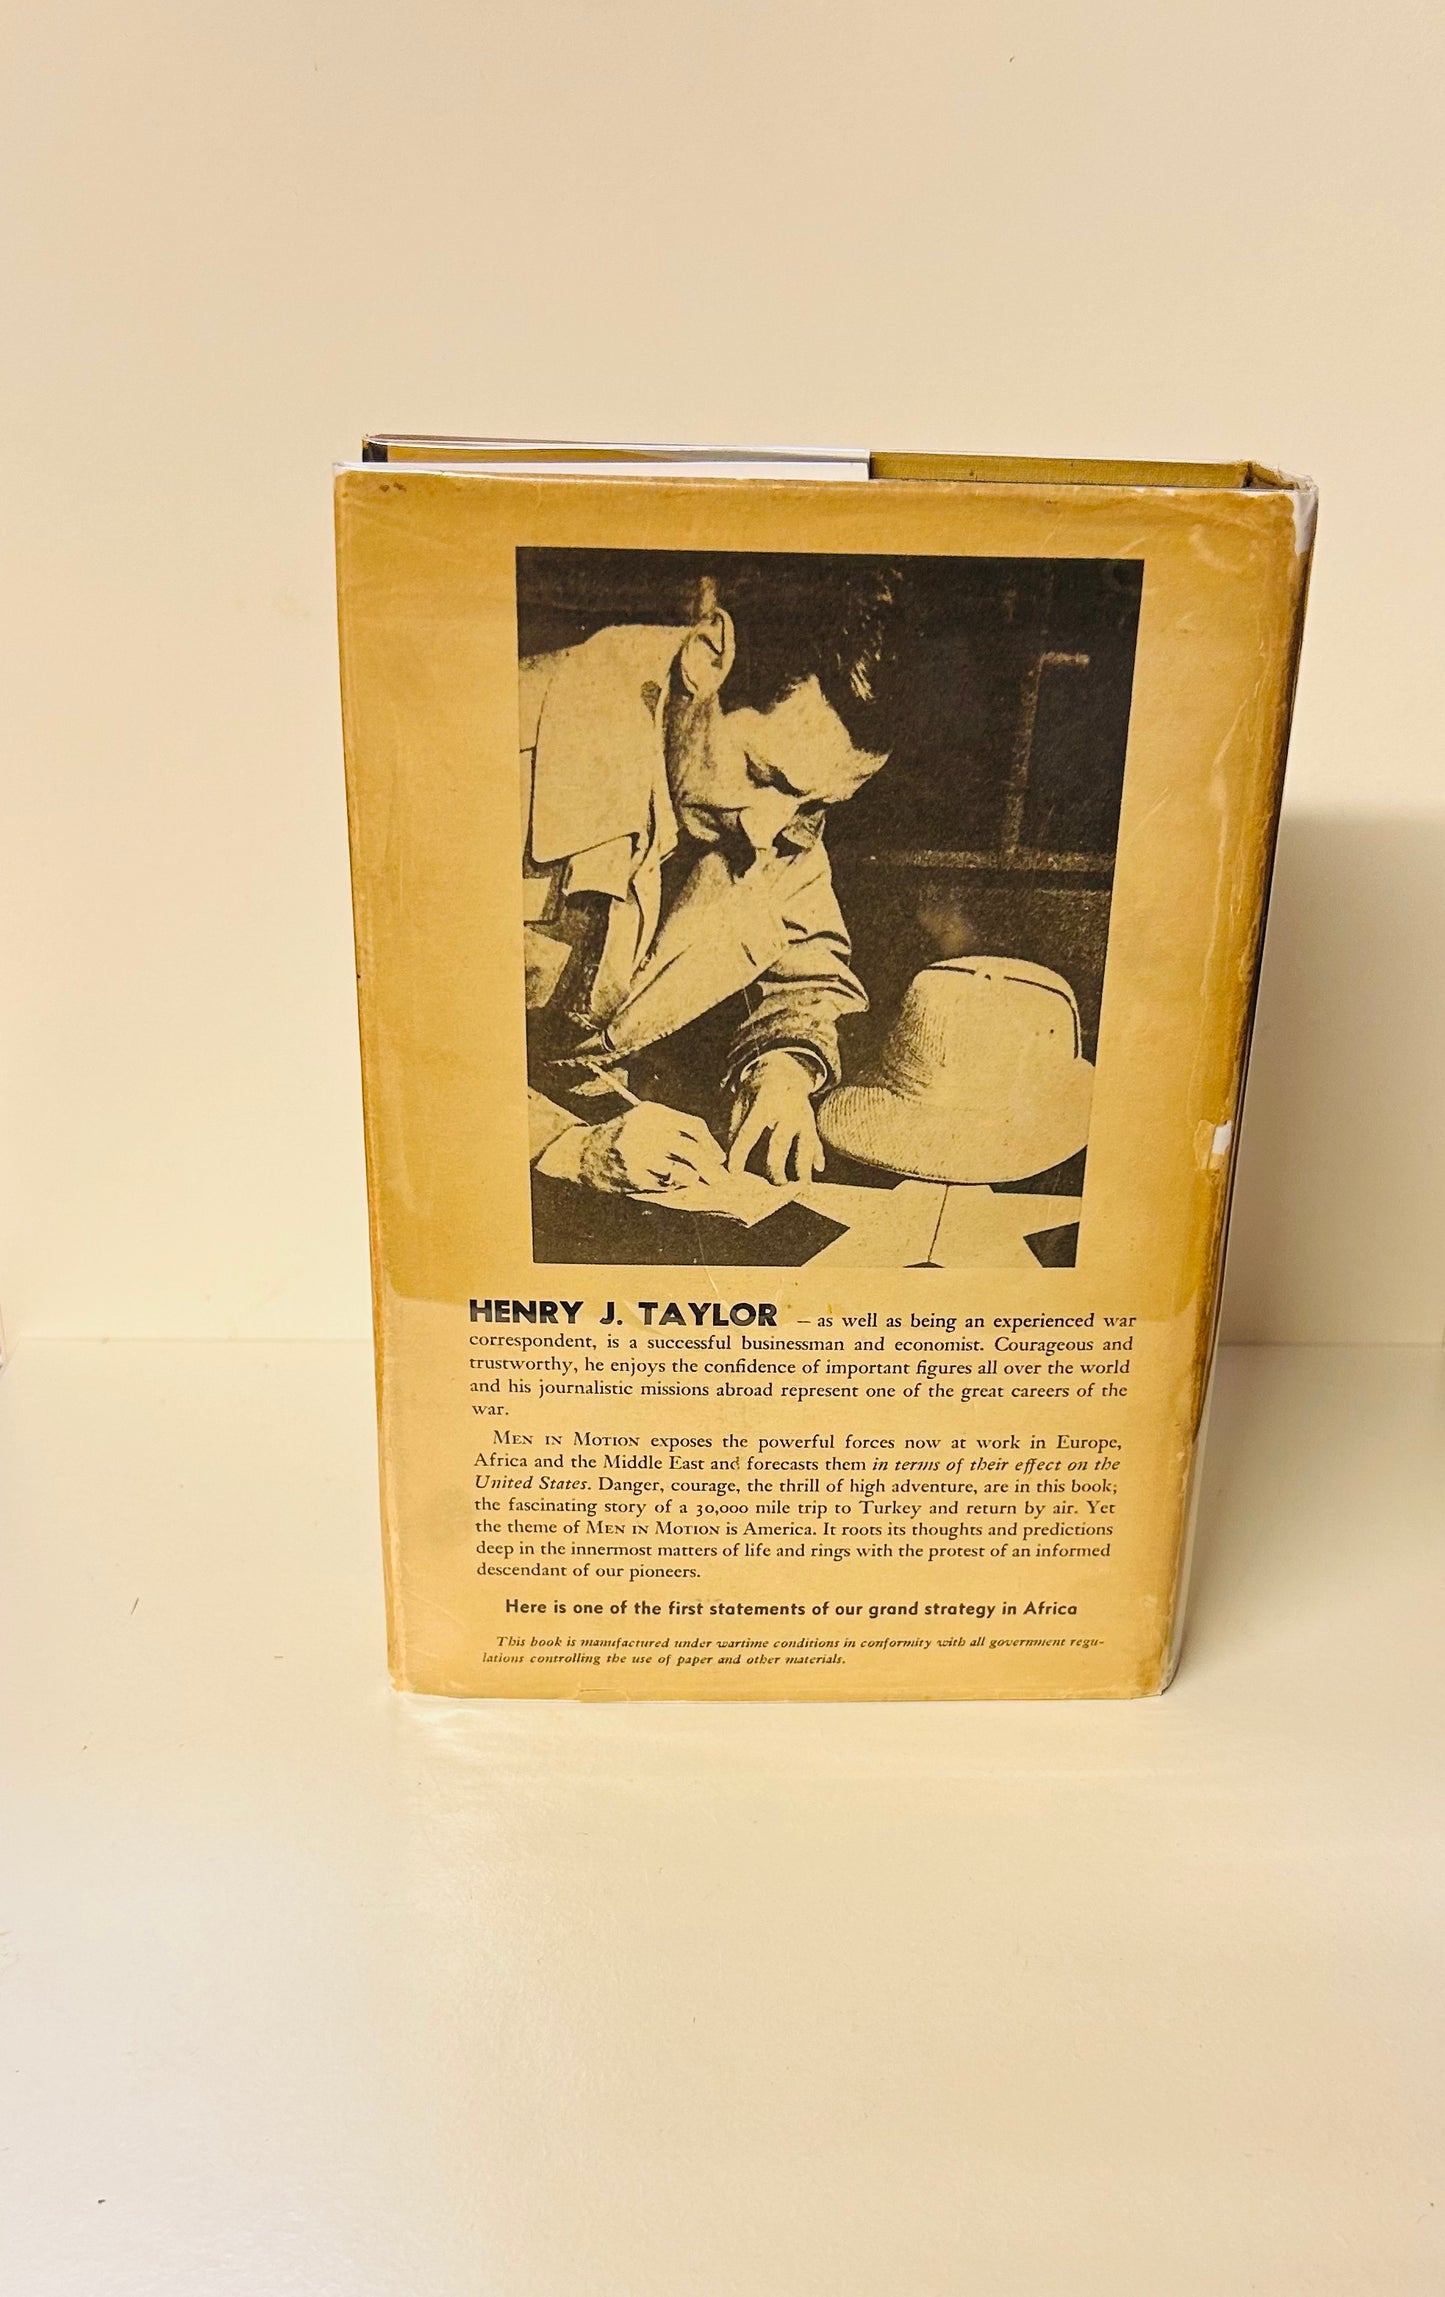 HENRY J. TAYLOR — as well as being an experienced war
correspondent, is a successful businessman and economist. Courageous and
trustworthy, he enjoys the confidence of important figures all over the world
and his journalistic missions abroad represent one of the great careers of the
war.
MEN IN MOTION exposes the powerful forces now at work in Europe,
Africa and the Middle East and forecasts them in terms of their effect on the
United States. Danger, courage, the thrill of high adventure, are in this book;
the fascinating story of a 30,000 mile trip to Turkey and return by air. Yet
the theme of MEN IN MOTION is America. It roots its thoughts and predictions
deep in the innermost matters of life and rings with the protest of an informed
descendant of our pioneers.
Here is one of the first statements of our grand strategy in Africa
This book is manufactured under wartime conditions in conformity with all government regu-
lations controlling the use of paper and other materials.